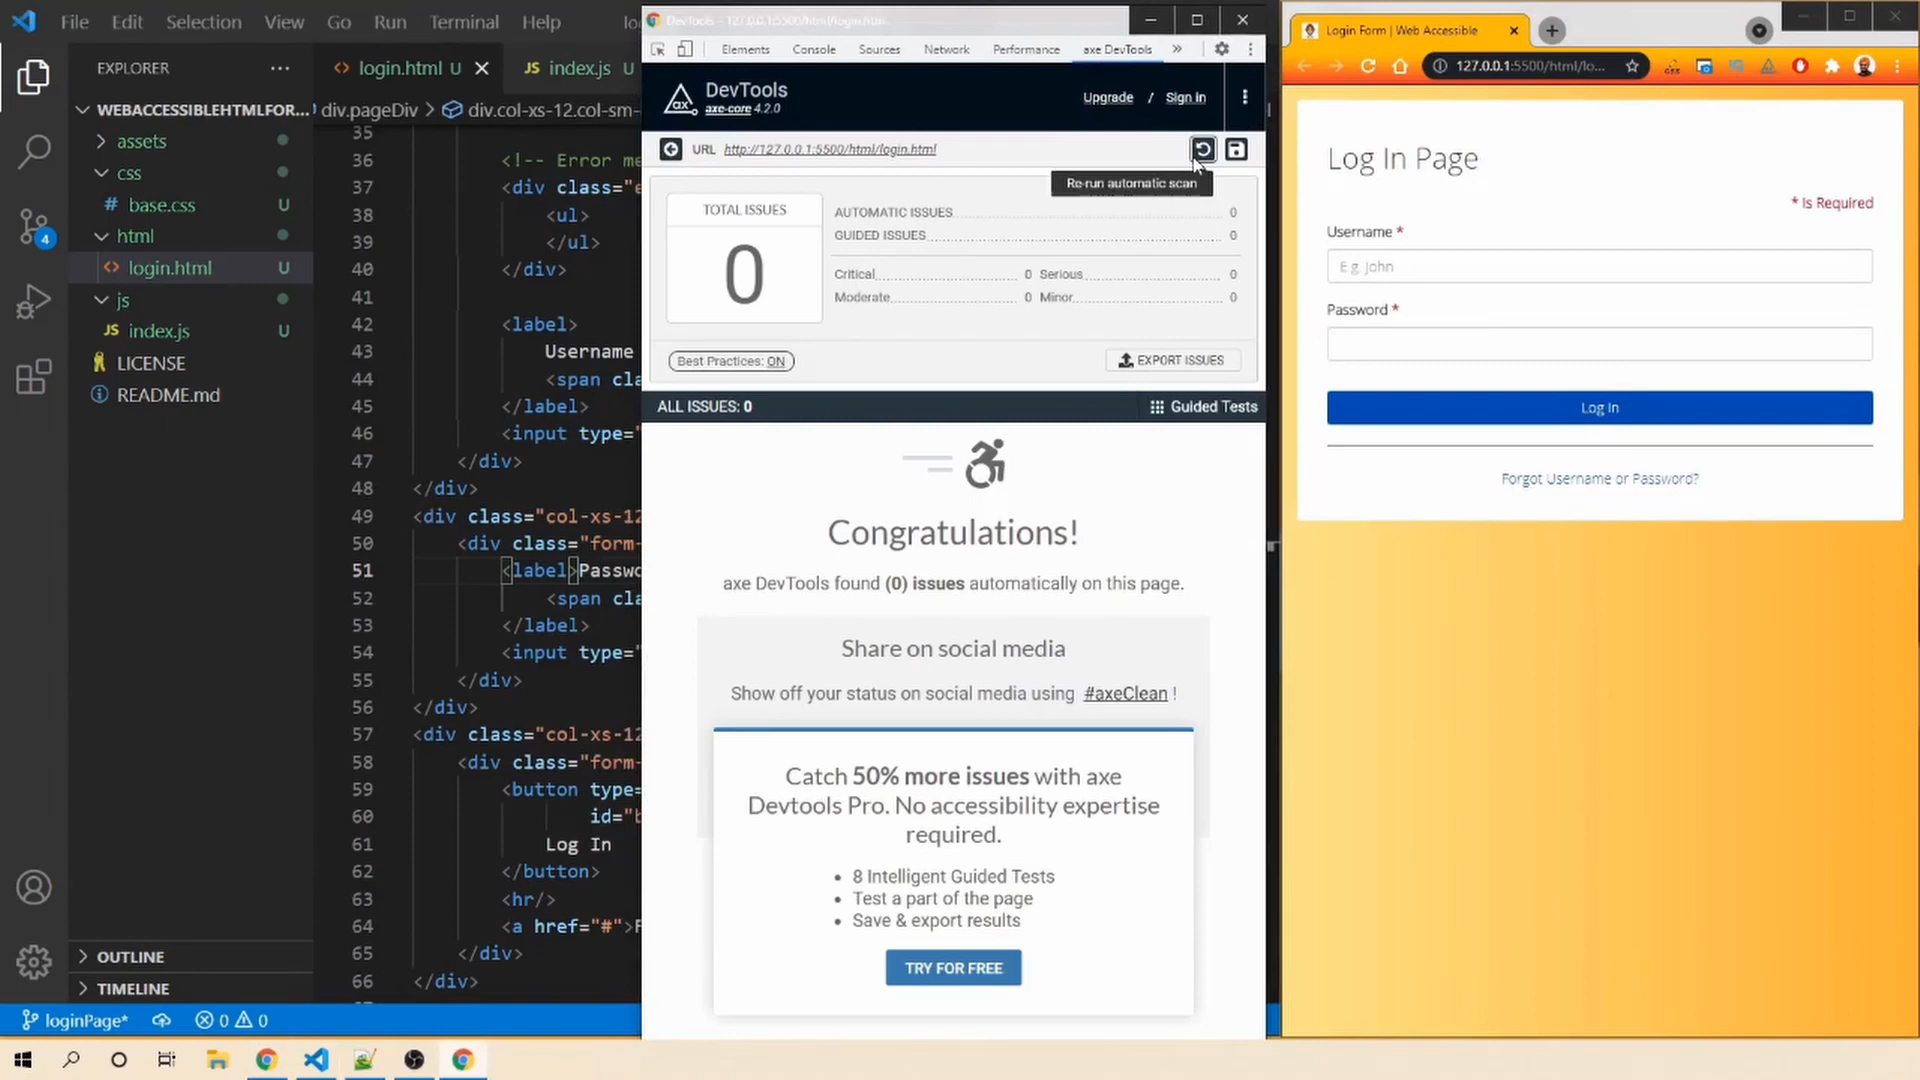 File Edit Selection View Go Run Terminal Help
EXPLORER
WEBACCESSIBLEHTMLFOR...
assets
css
# base.css U
html
<> login.html U
js
JS index.js U
LICENSE
README.md
OUTLINE
TIMELINE
loginPage*
0 0
<> login.html U
JS index.js U
div.pageDiv > div.col-xs-12.col-sm-
35
36 <!-- Error me
37 <div class="e
38 <ul>
39 </ul>
40 </div>
41
42 <label>
43 Username
44 <span cla
45 </label>
46 <input type="
47 </div>
48 </div>
49 <div class="col-xs-12
50 <div class="form-
51 <label>Passwo
52 <span cla
53 </label>
54 <input type="
55 </div>
56 </div>
57 <div class="col-xs-12
58 <div class="form-
59 <button type=
60 id="b
61 Log In
62 </button>
63 <hr/>
64 <a href="#">F
65 </div>
66 </div>
DevTools - 127.0.0.1:5500/html/login.html
Elements Console Sources Network Performance axe DevTools »
ax
DevTools
axe-core 4.2.0
Upgrade / Sign In
URL http://127.0.0.1:5500/html/login.html
Re-run automatic scan
TOTAL ISSUES
0
AUTOMATIC ISSUES 0
GUIDED ISSUES 0
Critical 0 Serious 0
Moderate 0 Minor 0
Best Practices: ON
EXPORT ISSUES
ALL ISSUES: 0
Guided Tests
Congratulations!
axe DevTools found (0) issues automatically on this page.
Share on social media
Show off your status on social media using #axeClean !
Catch 50% more issues with axe
Devtools Pro. No accessibility expertise
required.
• 8 Intelligent Guided Tests
• Test a part of the page
• Save & export results
TRY FOR FREE
Login Form | Web Accessible
127.0.0.1:5500/html/lo...
Log In Page
* Is Required
Username *
E.g. John
Password *
Log In
Forgot Username or Password?
4